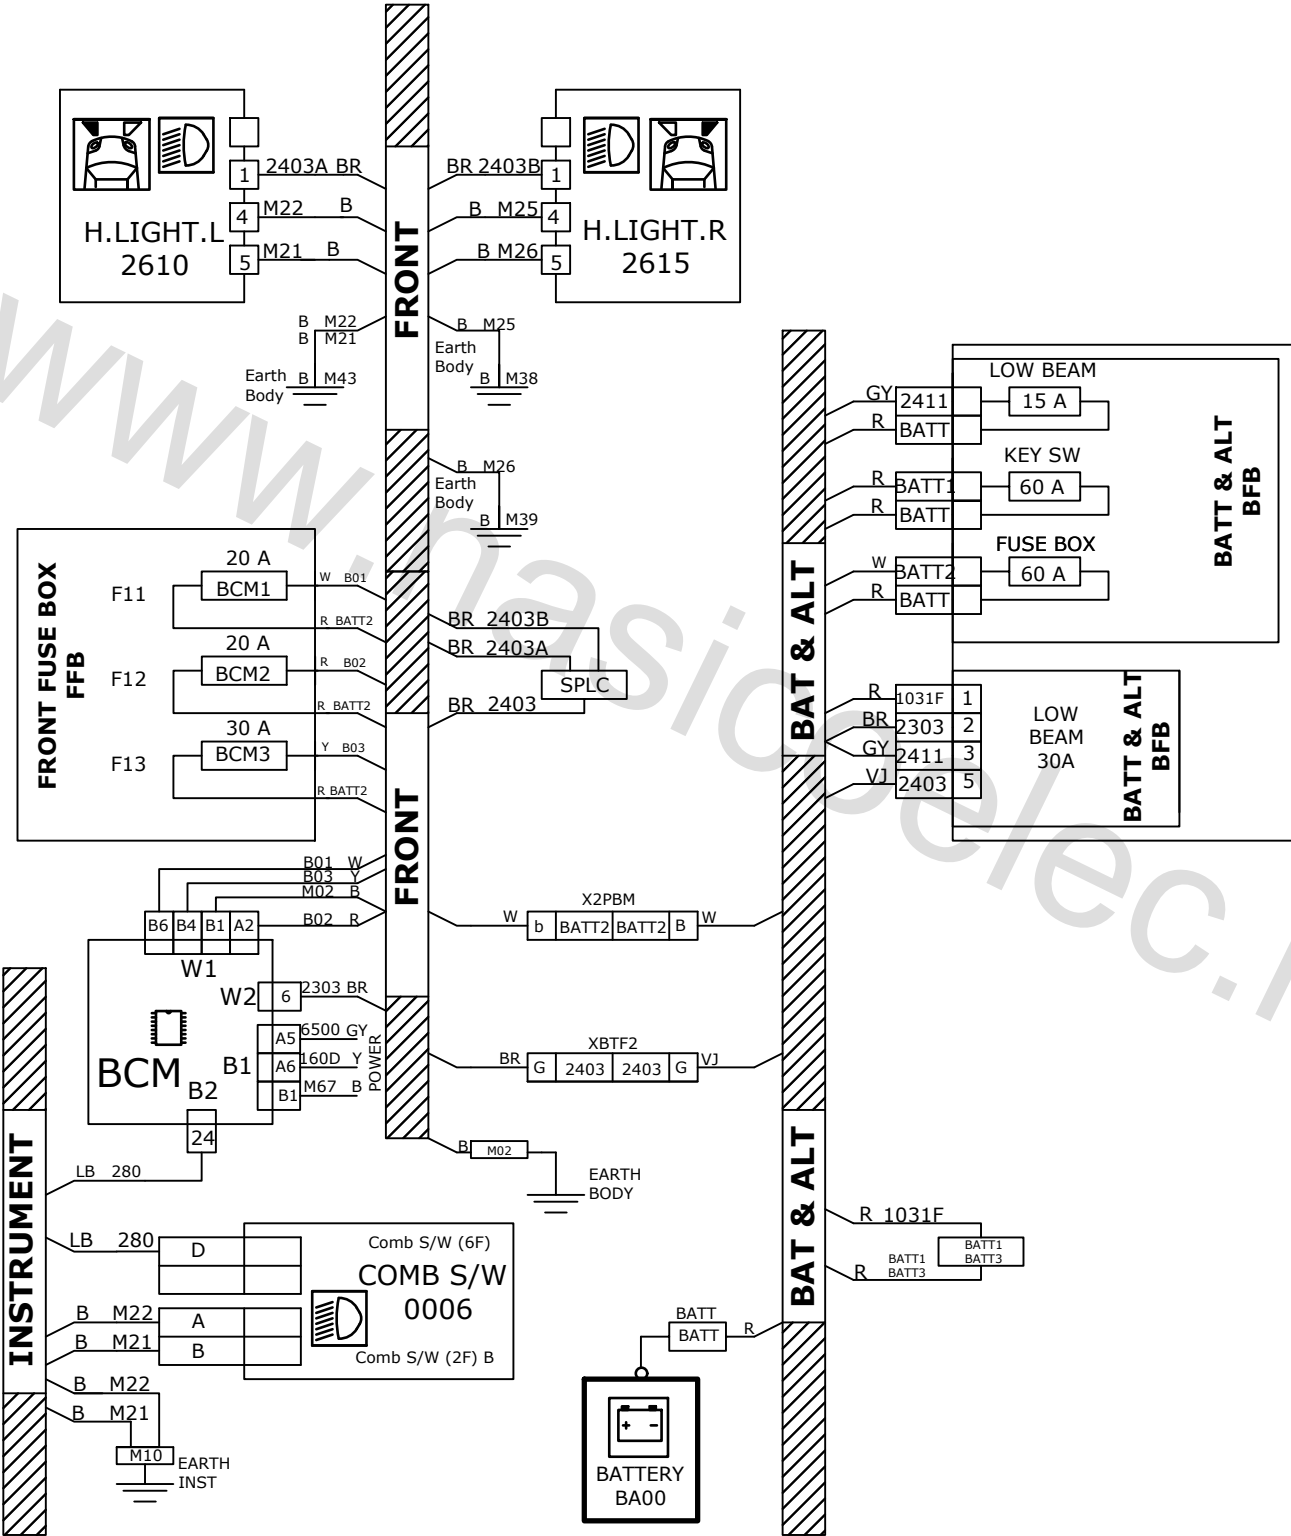 1
2403A BR
4
M22 B
5
M21 B
H.LIGHT.L
2610
FRONT
BR 2403B
1
B M25
4
B M26
5
H.LIGHT.R
2615
B M22
B M21
Earth
Body
B M43
B M25
Earth
Body
B M38
B M26
Earth
Body
B M39
LOW BEAM
GY 2411
15 A
R BATT
KEY SW
R BATT1
60 A
R BATT
FUSE BOX
W BATT2
60 A
R BATT
BATT & ALT
BFB
FRONT FUSE BOX
FFB
20 A
F11
BCM1
W B01
R BATT2
20 A
F12
BCM2
R B02
R BATT2
30 A
F13
BCM3
Y B03
R BATT2
BR 2403B
BR 2403A
SPLC
BR 2403
BAT & ALT
R 1031F 1
BR 2303 2
GY 2411 3
VJ 2403 5
LOW
BEAM
30A
BATT & ALT
BFB
FRONT
B01 W
B03 Y
M02 B
B02 R
B6 B4 B1 A2
W1
W2
6
2303 BR
A5
6500 GY
B1
A6
160D Y
B1
M67 B
POWER
BCM
B2
24
LB 280
X2PBM
W b BATT2 BATT2 B W
XBTF2
BR G 2403 2403 G VJ
B M02
EARTH
BODY
INSTRUMENT
LB 280 D
Comb S/W (6F)
COMB S/W
0006
B M22 A
B M21 B
Comb S/W (2F) B
B M22
B M21
M10
EARTH
INST
BAT & ALT
R 1031F
BATT1
BATT3
R
BATT1
BATT3
BATT
BATT
R
+ -
BATTERY
BA00